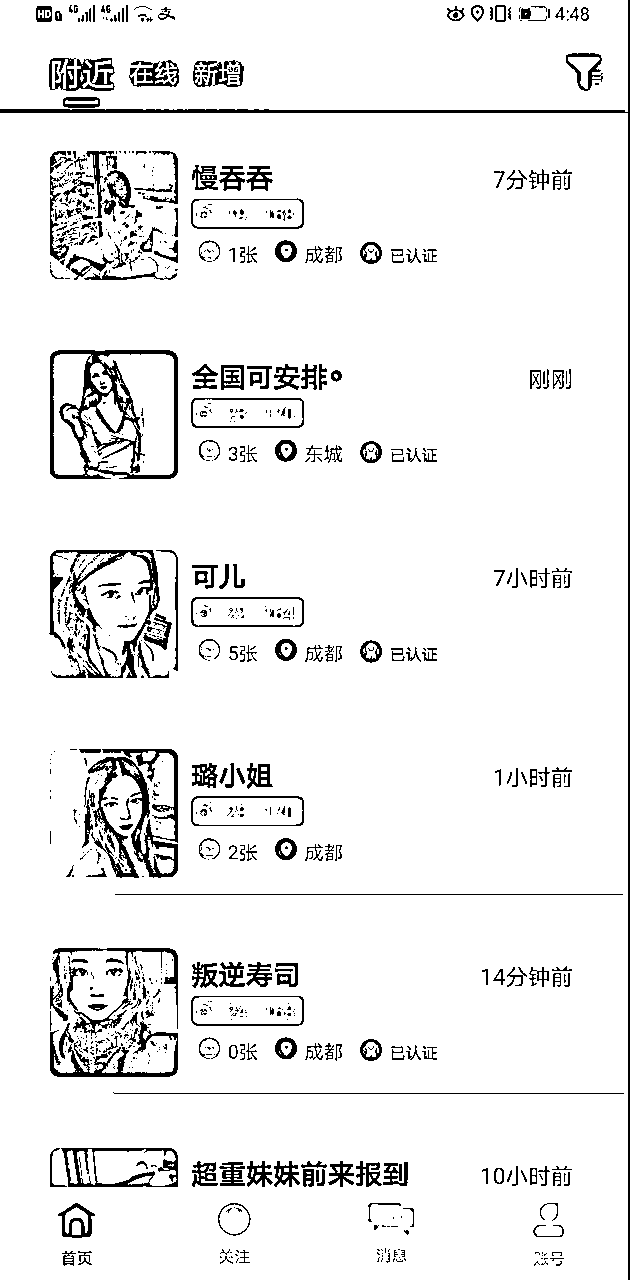 HD 4G 4G 支 4:48
附近 在线 新增
慢吞吞 7分钟前
1张 成都 已认证
全国可安排 刚刚
3张 东城 已认证
可儿 7小时前
5张 成都 已认证
璐小姐 1小时前
2张 成都
叛逆寿司 14分钟前
0张 成都 已认证
超重妹妹前来报到 10小时前
首页 关注 消息 账号